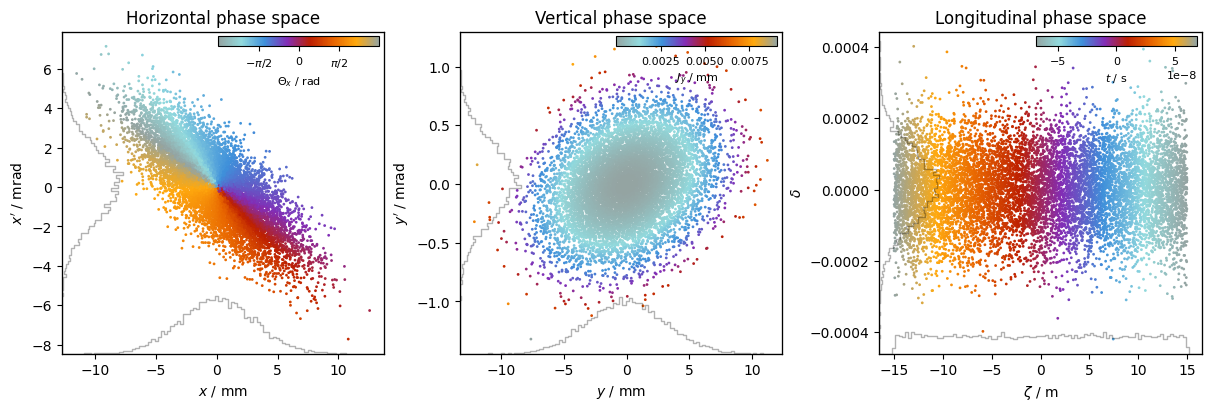 Horizontal phase space
−π/2 0 π/2
Θx / rad
6
4
2
0
−2
−4
−6
−8
x′ / mrad
−10 −5 0 5 10
x / mm
Vertical phase space
0.0025 0.0050 0.0075
/ mm
1.0
0.5
0.0
−0.5
−1.0
y′ / mrad
−10 −5 0 5 10
y / mm
Longitudinal phase space
−5 0 5
t / s
1e−8
0.0004
0.0002
0.0000
−0.0002
−0.0004
δ
−15 −10 −5 0 5 10 15
ζ / m